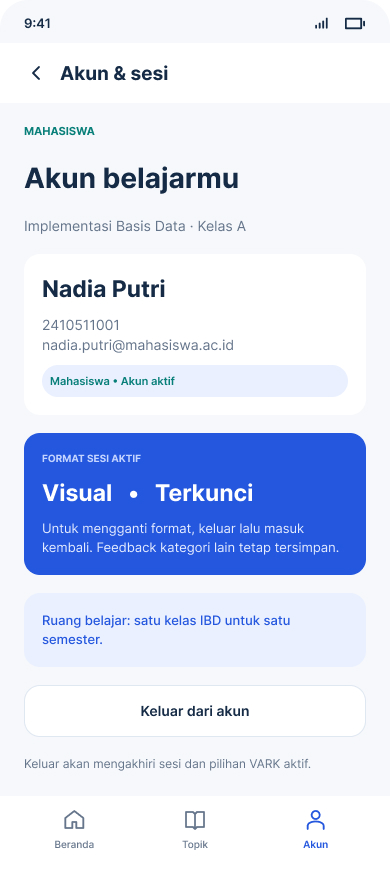 9:41
Akun & sesi
MAHASISWA
Akun belajarmu
Implementasi Basis Data · Kelas A
Nadia Putri
2410511001
nadia.putri@mahasiswa.ac.id
Mahasiswa • Akun aktif
FORMAT SESI AKTIF
Visual • Terkunci
Untuk mengganti format, keluar lalu masuk
kembali. Feedback kategori lain tetap tersimpan.
Ruang belajar: satu kelas IBD untuk satu
semester.
Keluar dari akun
Keluar akan mengakhiri sesi dan pilihan VARK aktif.
Beranda
Topik
Akun